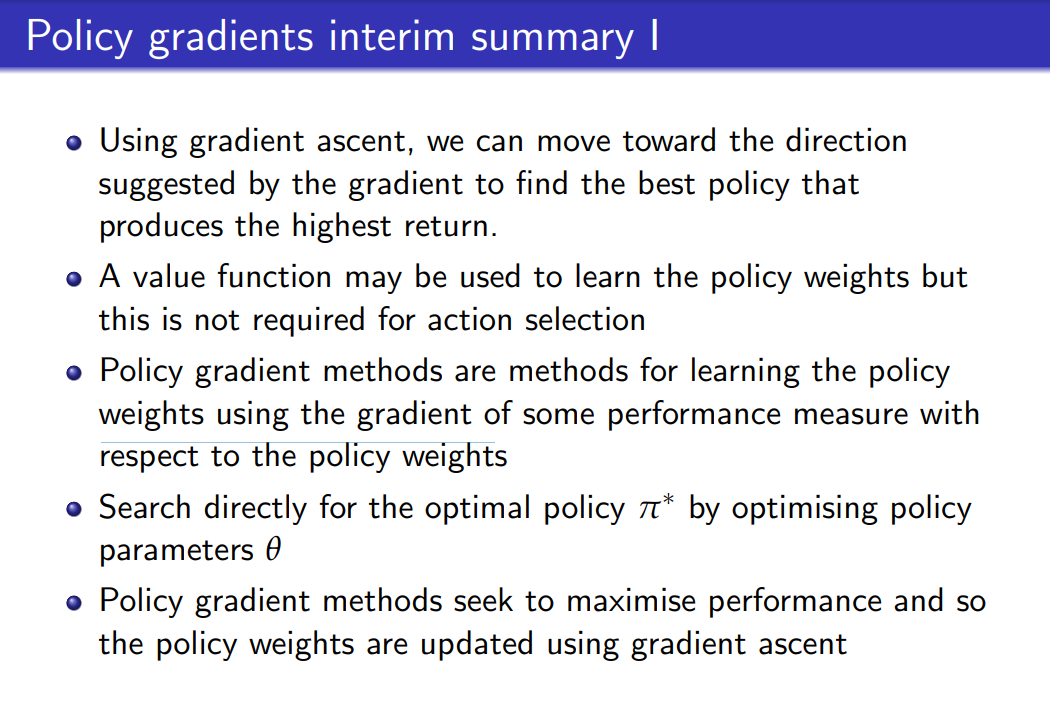 Policy gradients interim summary I
Using gradient ascent, we can move toward the direction
suggested by the gradient to find the best policy that
produces the highest return.
A value function may be used to learn the policy weights but
this is not required for action selection
Policy gradient methods are methods for learning the policy
weights using the gradient of some performance measure with
respect to the policy weights
Search directly for the optimal policy π* by optimising policy
parameters θ
Policy gradient methods seek to maximise performance and so
the policy weights are updated using gradient ascent